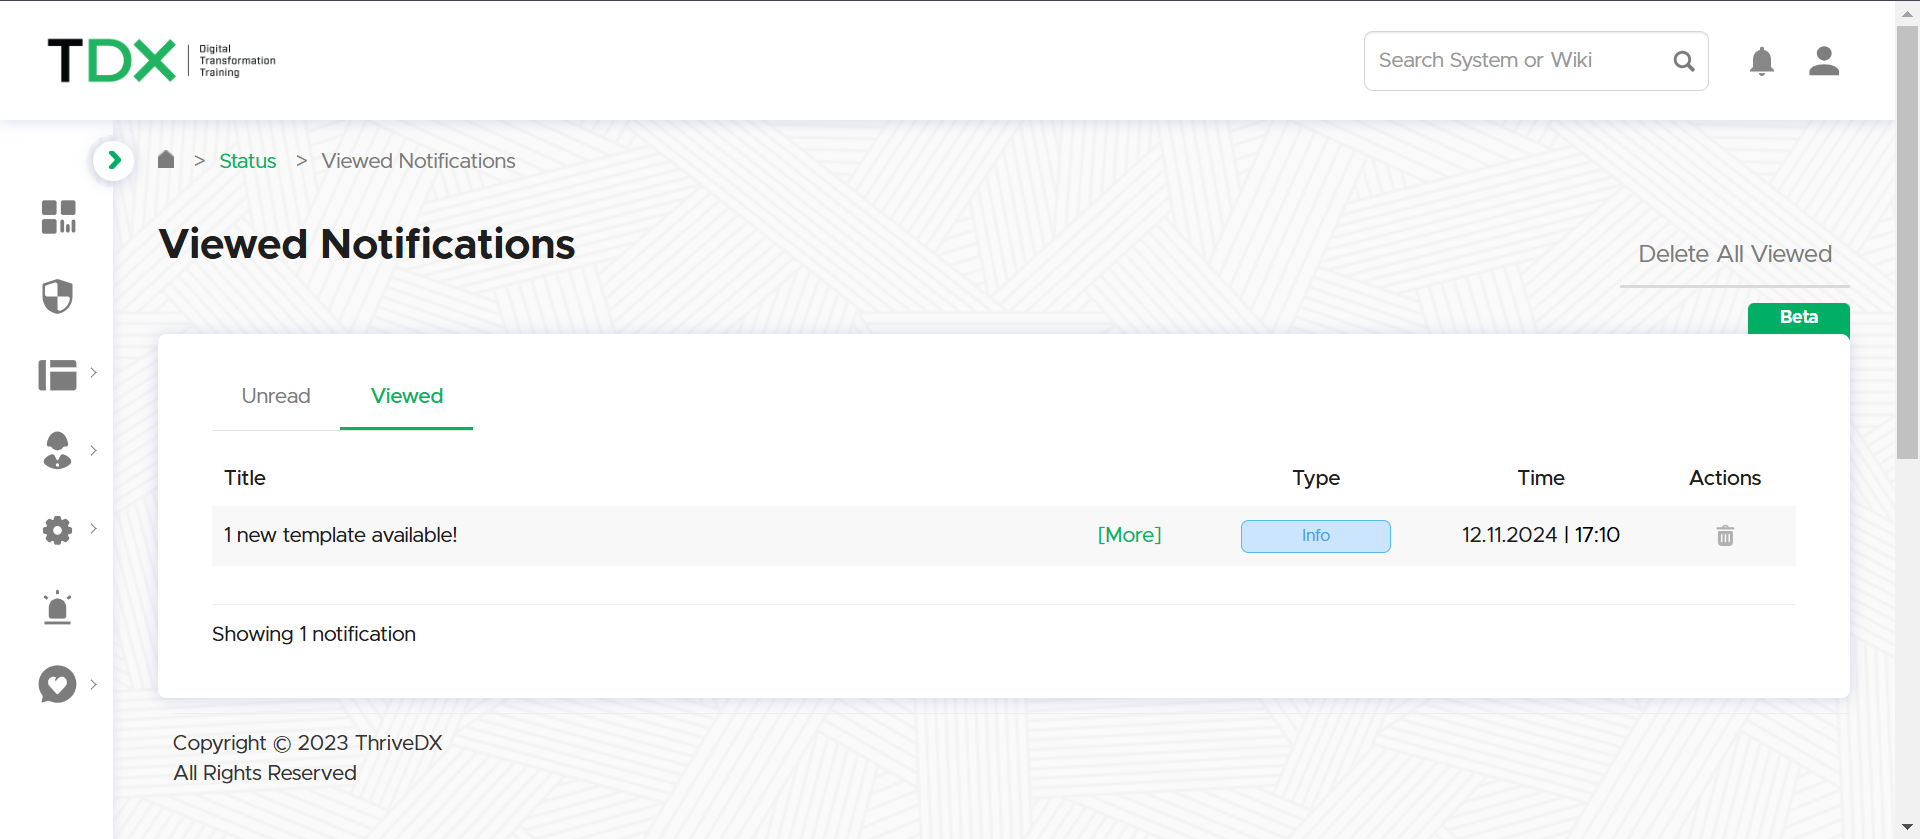 TDX
Digital
Transformation
Training
Search System or Wiki
> Status > Viewed Notifications
Viewed Notifications
Delete All Viewed
Beta
Unread Viewed
Title Type Time Actions
1 new template available! [More] Info 12.11.2024 | 17:10
Showing 1 notification
Copyright © 2023 ThriveDX
All Rights Reserved